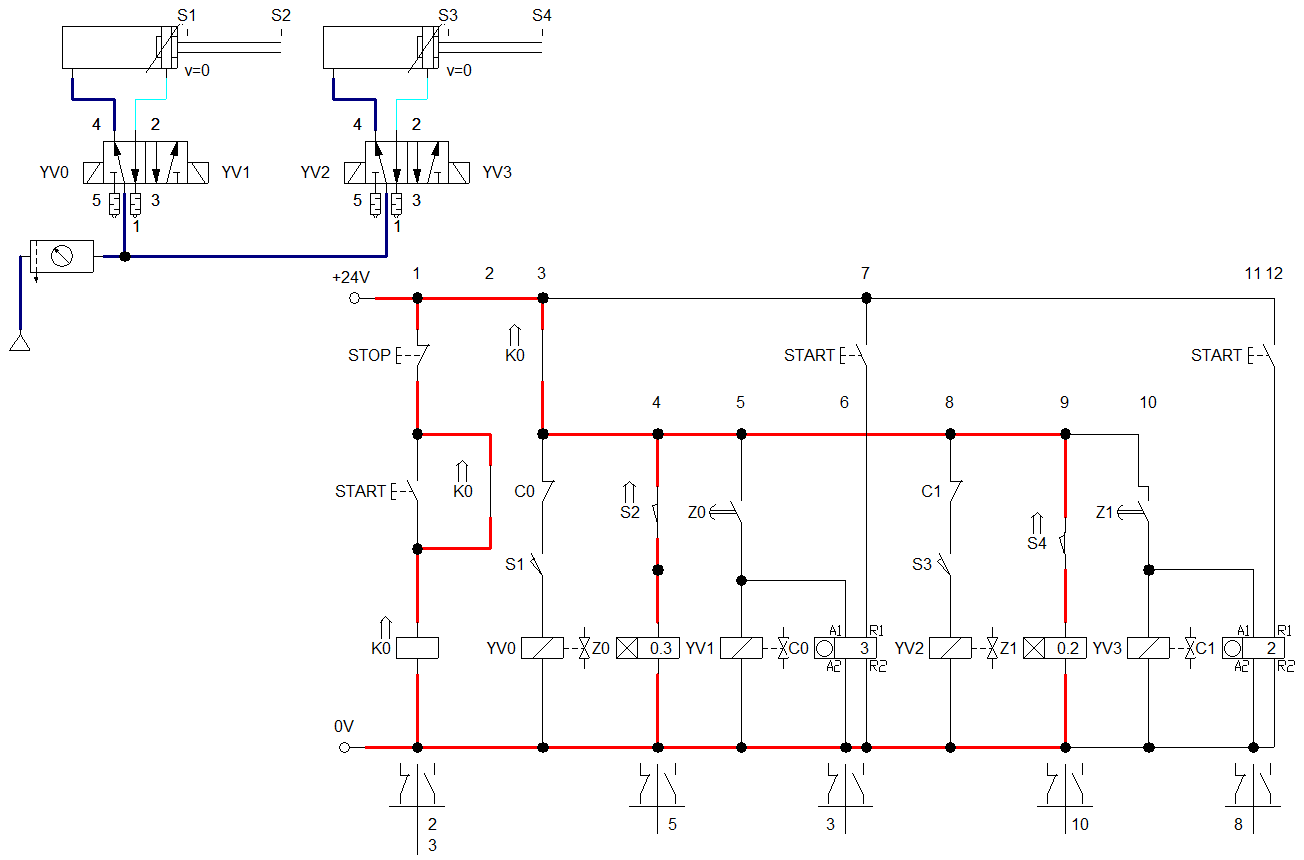 S1 S2 S3 S4
v=0 v=0
4 2 4 2
YV0 YV1 YV2 YV3
5 3 5 3
1 1
+24V 1 2 3 7 11 12
STOP K0 START START
4 5 6 8 9 10
START K0 C0 S2 Z0 C1 S4 Z1
S1 S3
A1 R1 A1 R1
K0 YV0 Z0 0.3 YV1 C0 3 YV2 Z1 0.2 YV3 C1 2
A2 R2 A2 R2
0V
2 5 3 10 8
3